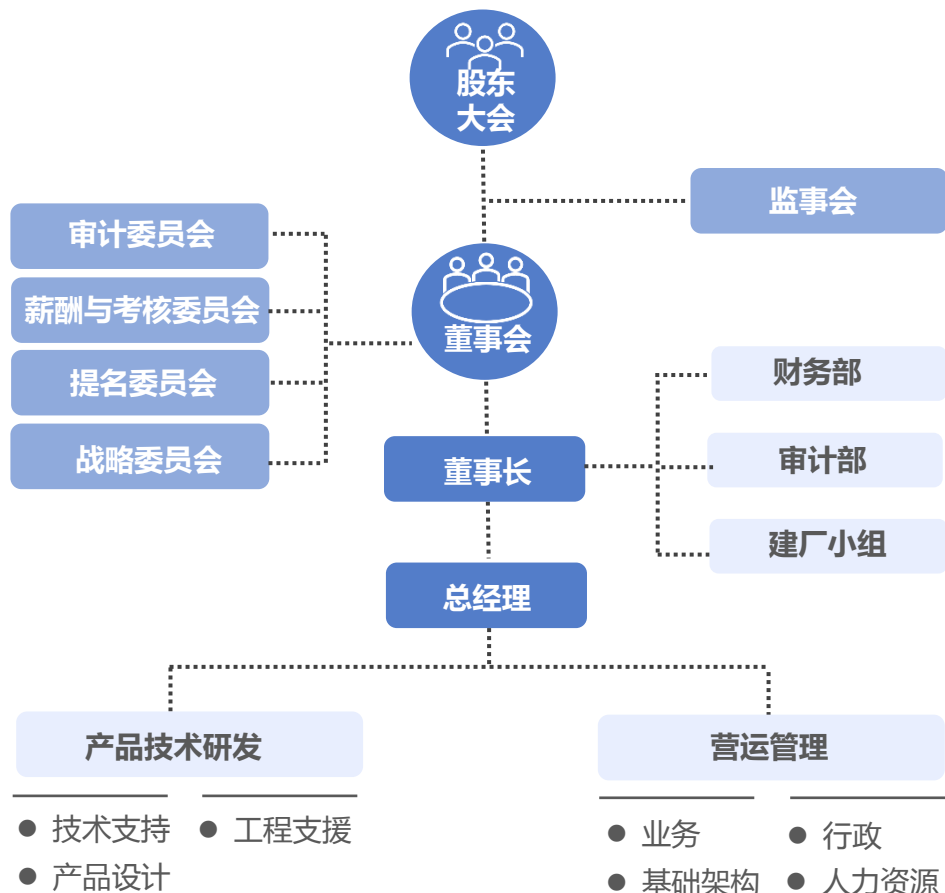 股东
大会
监事会
审计委员会
薪酬与考核委员会
提名委员会
战略委员会
董事会
财务部
审计部
建厂小组
董事长
总经理
产品技术研发
技术支持
工程支援
产品设计
营运管理
业务
行政
基础架构
人力资源